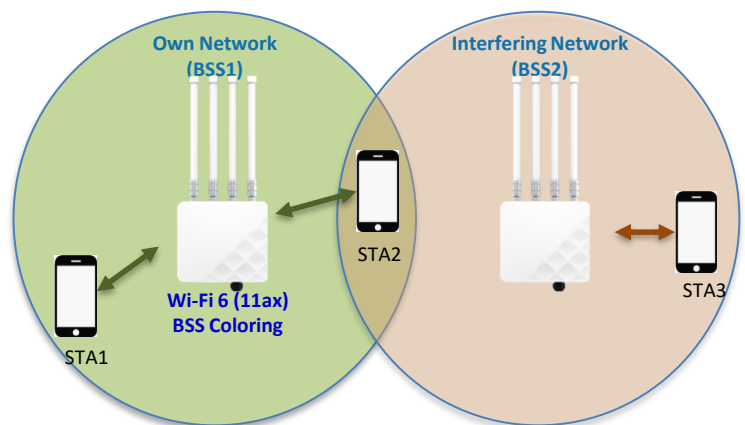 Own Network
(BSS1)
Interfering Network
(BSS2)
STA2
Wi-Fi 6 (11ax)
BSS Coloring
STA1
STA3